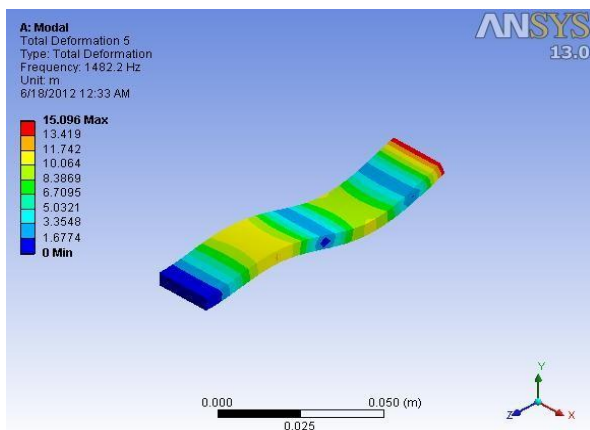 A: Modal
Total Deformation 5
Type: Total Deformation
Frequency: 1482.2 Hz
Unit: m
6/18/2012 12:33 AM
ANSYS
13.0
15.096 Max
13.419
11.742
10.064
8.3869
6.7095
5.0321
3.3548
1.6774
0 Min
0.000 0.050 (m)
0.025
Y
Z X